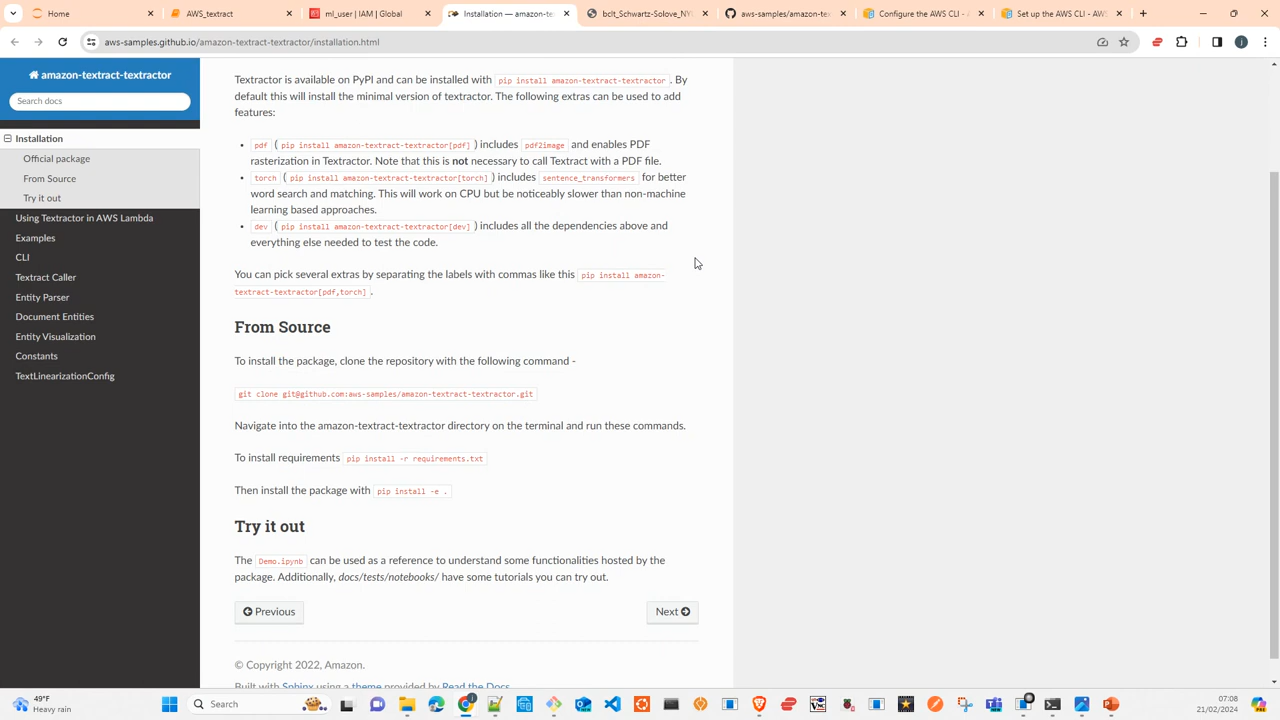 Home
AWS_textract
ml_user | IAM | Global
Installation — amazon-te
bclt_Schwartz-Solove_NYU
aws-samples/amazon-text
Configure the AWS CLI - A
Set up the AWS CLI - AWS
aws-samples.github.io/amazon-textract-textractor/installation.html
amazon-textract-textractor
Search docs
Installation
Official package
From Source
Try it out
Using Textractor in AWS Lambda
Examples
CLI
Textract Caller
Entity Parser
Document Entities
Entity Visualization
Constants
TextLinearizationConfig
Textractor is available on PyPI and can be installed with pip install amazon-textract-textractor . By
default this will install the minimal version of textractor. The following extras can be used to add
features:
• pdf ( pip install amazon-textract-textractor[pdf] ) includes pdf2image and enables PDF
rasterization in Textractor. Note that this is not necessary to call Textract with a PDF file.
• torch ( pip install amazon-textract-textractor[torch] ) includes sentence_transformers for better
word search and matching. This will work on CPU but be noticeably slower than non-machine
learning based approaches.
• dev ( pip install amazon-textract-textractor[dev] ) includes all the dependencies above and
everything else needed to test the code.
You can pick several extras by separating the labels with commas like this pip install amazon-
textract-textractor[pdf,torch] .
From Source
To install the package, clone the repository with the following command -
git clone git@github.com:aws-samples/amazon-textract-textractor.git
Navigate into the amazon-textract-textractor directory on the terminal and run these commands.
To install requirements pip install -r requirements.txt
Then install the package with pip install -e .
Try it out
The Demo.ipynb can be used as a reference to understand some functionalities hosted by the
package. Additionally, docs/tests/notebooks/ have some tutorials you can try out.
Previous
Next
© Copyright 2022, Amazon.
Built with Sphinx using a theme provided by Read the Docs.
49°F
Heavy rain
Search
07:08
21/02/2024